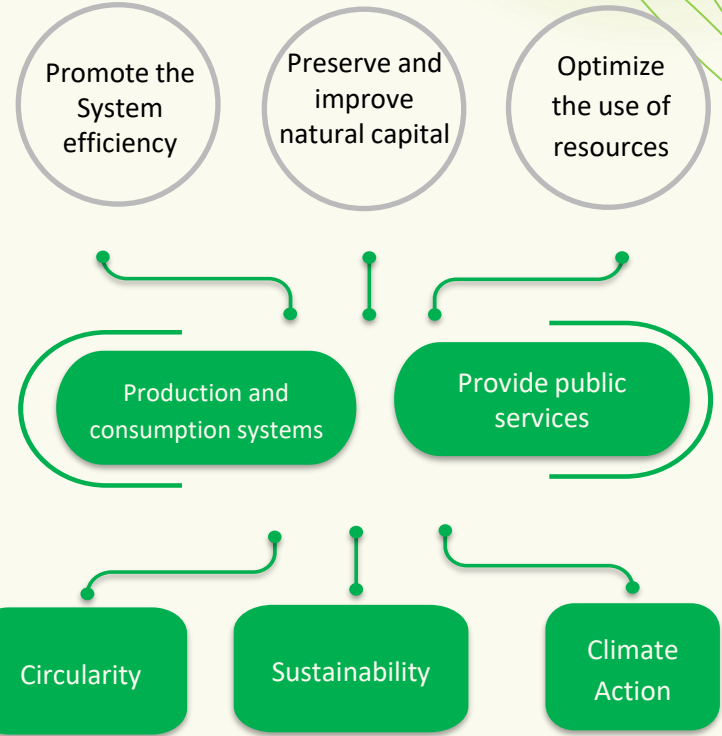 Promote the
System
efficiency
Preserve and
improve
natural capital
Optimize
the use of
resources
Production and
consumption systems
Provide public
services
Circularity
Sustainability
Climate
Action